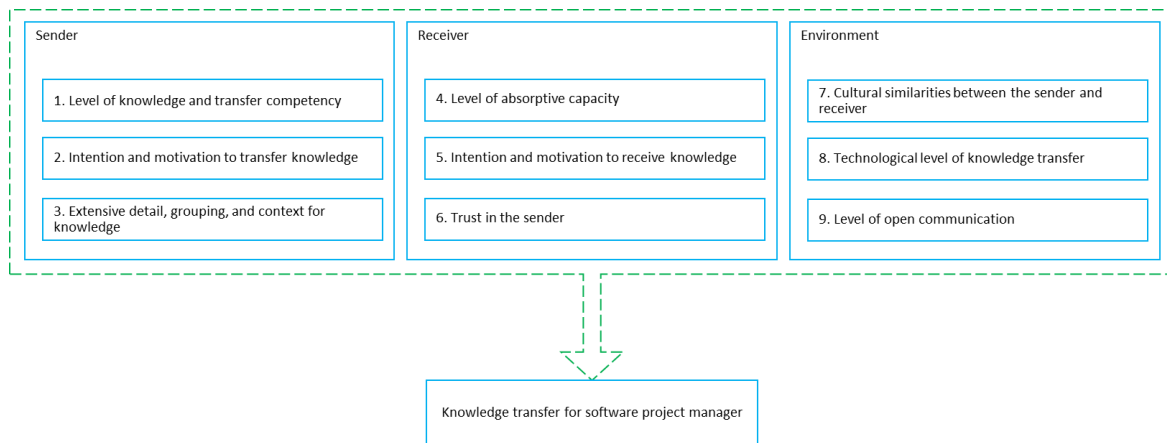 Sender
1. Level of knowledge and transfer competency
2. Intention and motivation to transfer knowledge
3. Extensive detail, grouping, and context for
knowledge
Receiver
4. Level of absorptive capacity
5. Intention and motivation to receive knowledge
6. Trust in the sender
Environment
7. Cultural similarities between the sender and
receiver
8. Technological level of knowledge transfer
9. Level of open communication
Knowledge transfer for software project manager